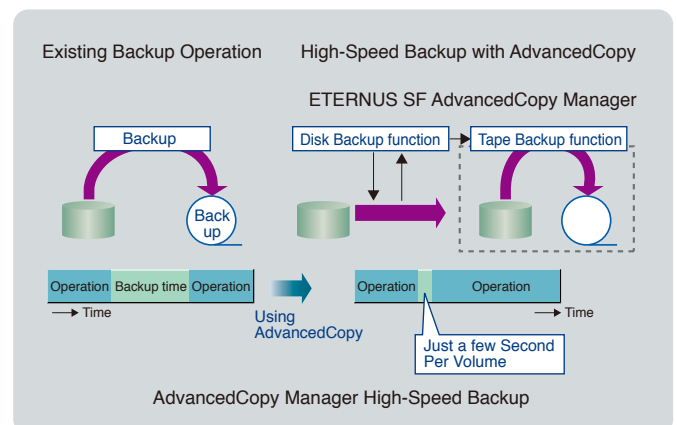 Existing Backup Operation
High-Speed Backup with AdvancedCopy
ETERNUS SF AdvancedCopy Manager
Backup
Disk Backup function
Tape Backup function
Back
up
Operation
Backup time
Operation
Operation
Operation
Time
Using
AdvancedCopy
Time
Just a few Second
Per Volume
AdvancedCopy Manager High-Speed Backup